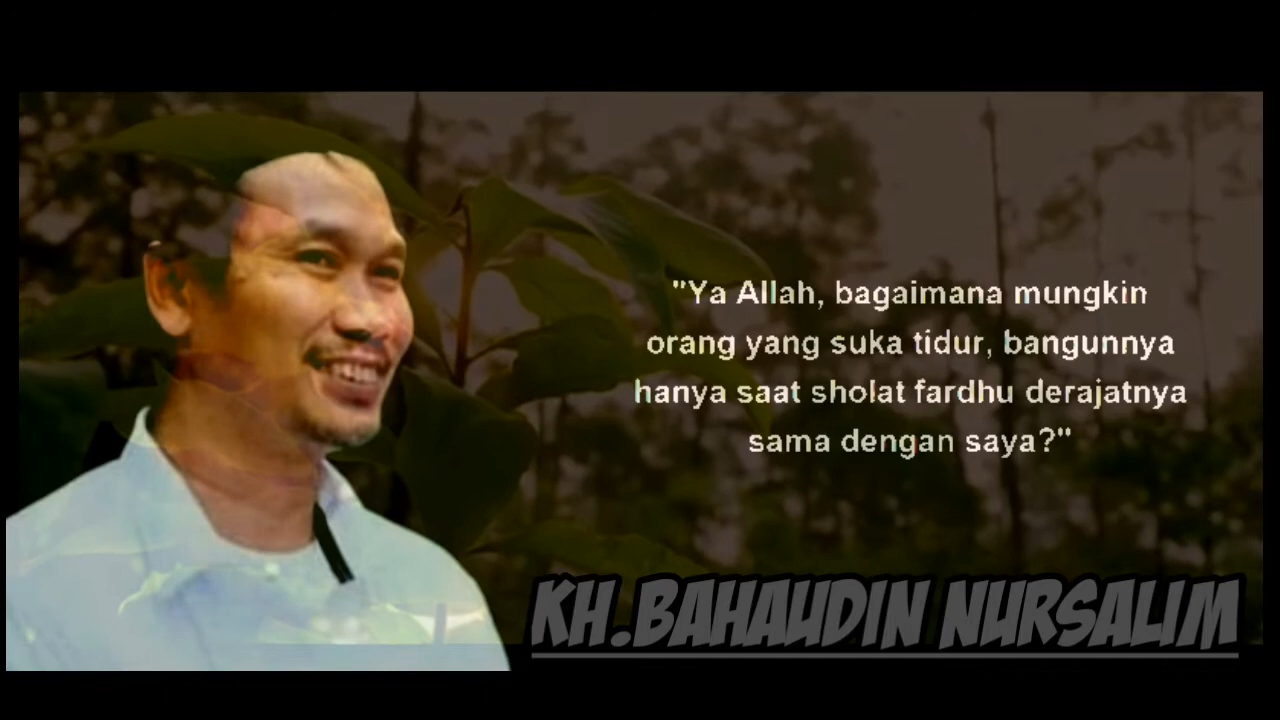 "Ya Allah, bagaimana mungkin
orang yang suka tidur, bangunnya
hanya saat sholat fardhu derajatnya
sama dengan saya?"
KH.BAHAUDIN NURSALIM